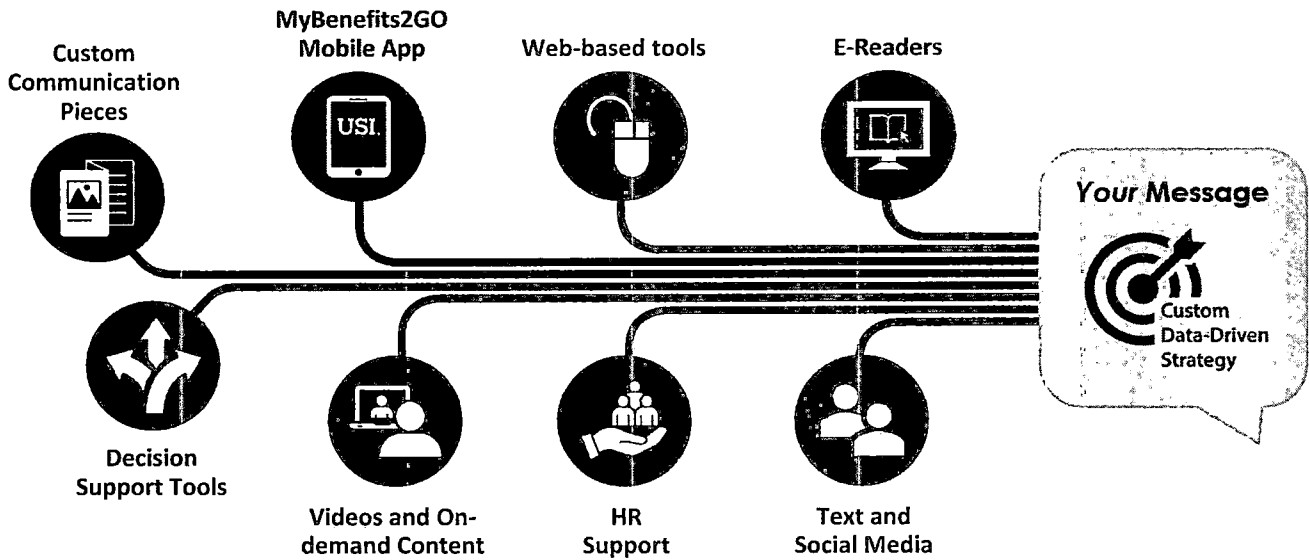 MyBenefits2GO
Mobile App
Custom
Communication
Pieces
Web-based tools
E-Readers
USI.
Your Message
Custom
Data-Driven
Strategy
Decision
Support Tools
Videos and On-
demand Content
HR
Support
Text and
Social Media